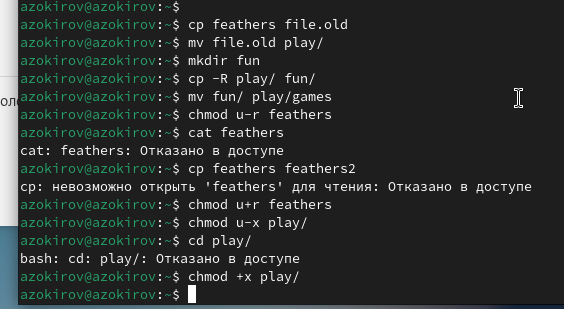 azokirov@azokirov:~$
azokirov@azokirov:~$ cp feathers file.old
azokirov@azokirov:~$ mv file.old play/
azokirov@azokirov:~$ mkdir fun
azokirov@azokirov:~$ cp -R play/ fun/
azokirov@azokirov:~$ mv fun/ play/games
azokirov@azokirov:~$ chmod u-r feathers
azokirov@azokirov:~$ cat feathers
cat: feathers: Отказано в доступе
azokirov@azokirov:~$ cp feathers feathers2
cp: невозможно открыть 'feathers' для чтения: Отказано в доступе
azokirov@azokirov:~$ chmod u+r feathers
azokirov@azokirov:~$ chmod u-x play/
azokirov@azokirov:~$ cd play/
bash: cd: play/: Отказано в доступе
azokirov@azokirov:~$ chmod +x play/
azokirov@azokirov:~$